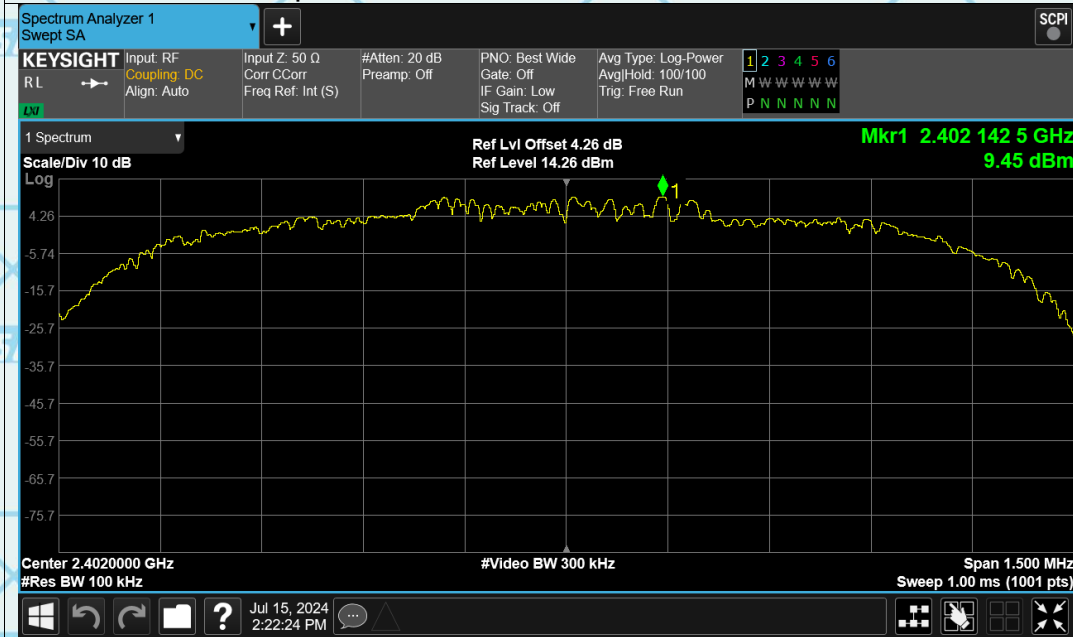 Spectrum Analyzer 1
Swept SA
+
SCPI
KEYSIGHT
R L
LXI
Input: RF
Coupling: DC
Align: Auto
Input Z: 50 Ω
Corr CCorr
Freq Ref: Int (S)
#Atten: 20 dB
Preamp: Off
PNO: Best Wide
Gate: Off
IF Gain: Low
Sig Track: Off
Avg Type: Log-Power
Avg|Hold: 100/100
Trig: Free Run
1 2 3 4 5 6
M W W W W W
P N N N N N
1 Spectrum
Scale/Div 10 dB
Log
Ref Lvl Offset 4.26 dB
Ref Level 14.26 dBm
Mkr1 2.402 142 5 GHz
9.45 dBm
1
4.26
-5.74
-15.7
-25.7
-35.7
-45.7
-55.7
-65.7
-75.7
Center 2.4020000 GHz
#Res BW 100 kHz
#Video BW 300 kHz
Span 1.500 MHz
Sweep 1.00 ms (1001 pts)
?
Jul 15, 2024
2:22:24 PM